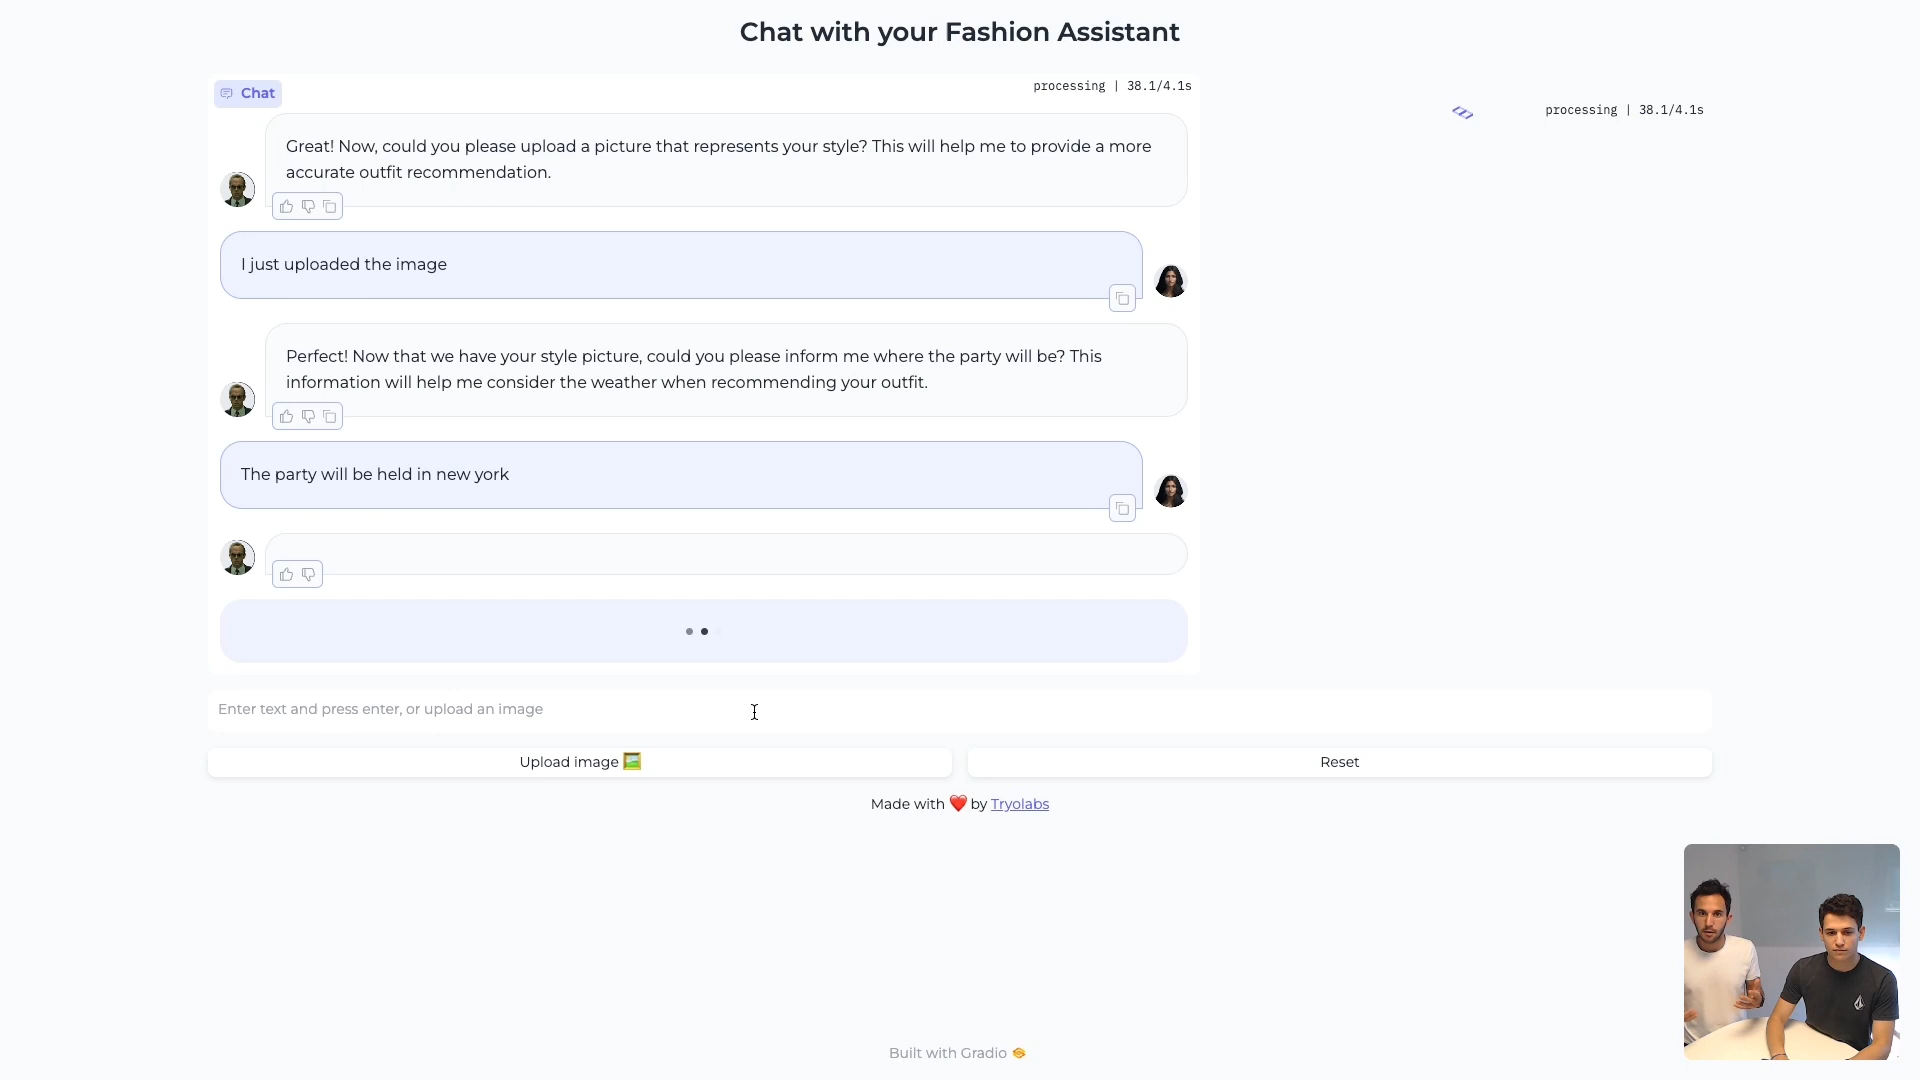 Chat with your Fashion Assistant
Chat
processing | 38.1/4.1s
processing | 38.1/4.1s
Great! Now, could you please upload a picture that represents your style? This will help me to provide a more
accurate outfit recommendation.
I just uploaded the image
Perfect! Now that we have your style picture, could you please inform me where the party will be? This
information will help me consider the weather when recommending your outfit.
The party will be held in new york
Enter text and press enter, or upload an image
Upload image 🖼️
Reset
Made with ❤️ by Tryolabs
Built with Gradio